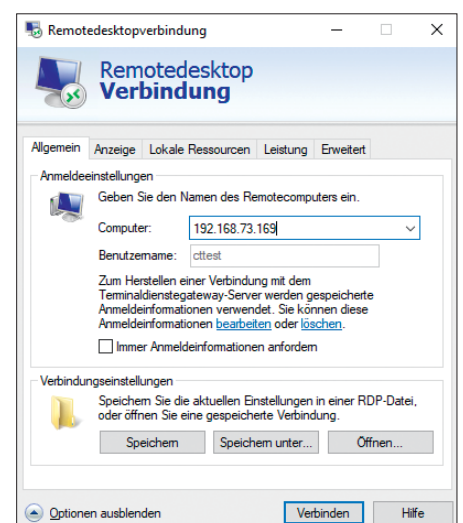 Remotedesktopverbindung
Remotedesktop
Verbindung
Allgemein Anzeige Lokale Ressourcen Leistung Erweitert
Anmeldeeinstellungen
Geben Sie den Namen des Remotecomputers ein.
Computer: 192.168.73.169
Benutzername: cttest
Zum Herstellen einer Verbindung mit dem
Terminaldienstegateway-Server werden gespeicherte
Anmeldeinformationen verwendet. Sie können diese
Anmeldeinformationen bearbeiten oder löschen.
Immer Anmeldeinformationen anfordern
Verbindungseinstellungen
Speichern Sie die aktuellen Einstellungen in einer RDP-Datei,
oder öffnen Sie eine gespeicherte Verbindung.
Speichern Speichern unter... Öffnen...
Optionen ausblenden Verbinden Hilfe